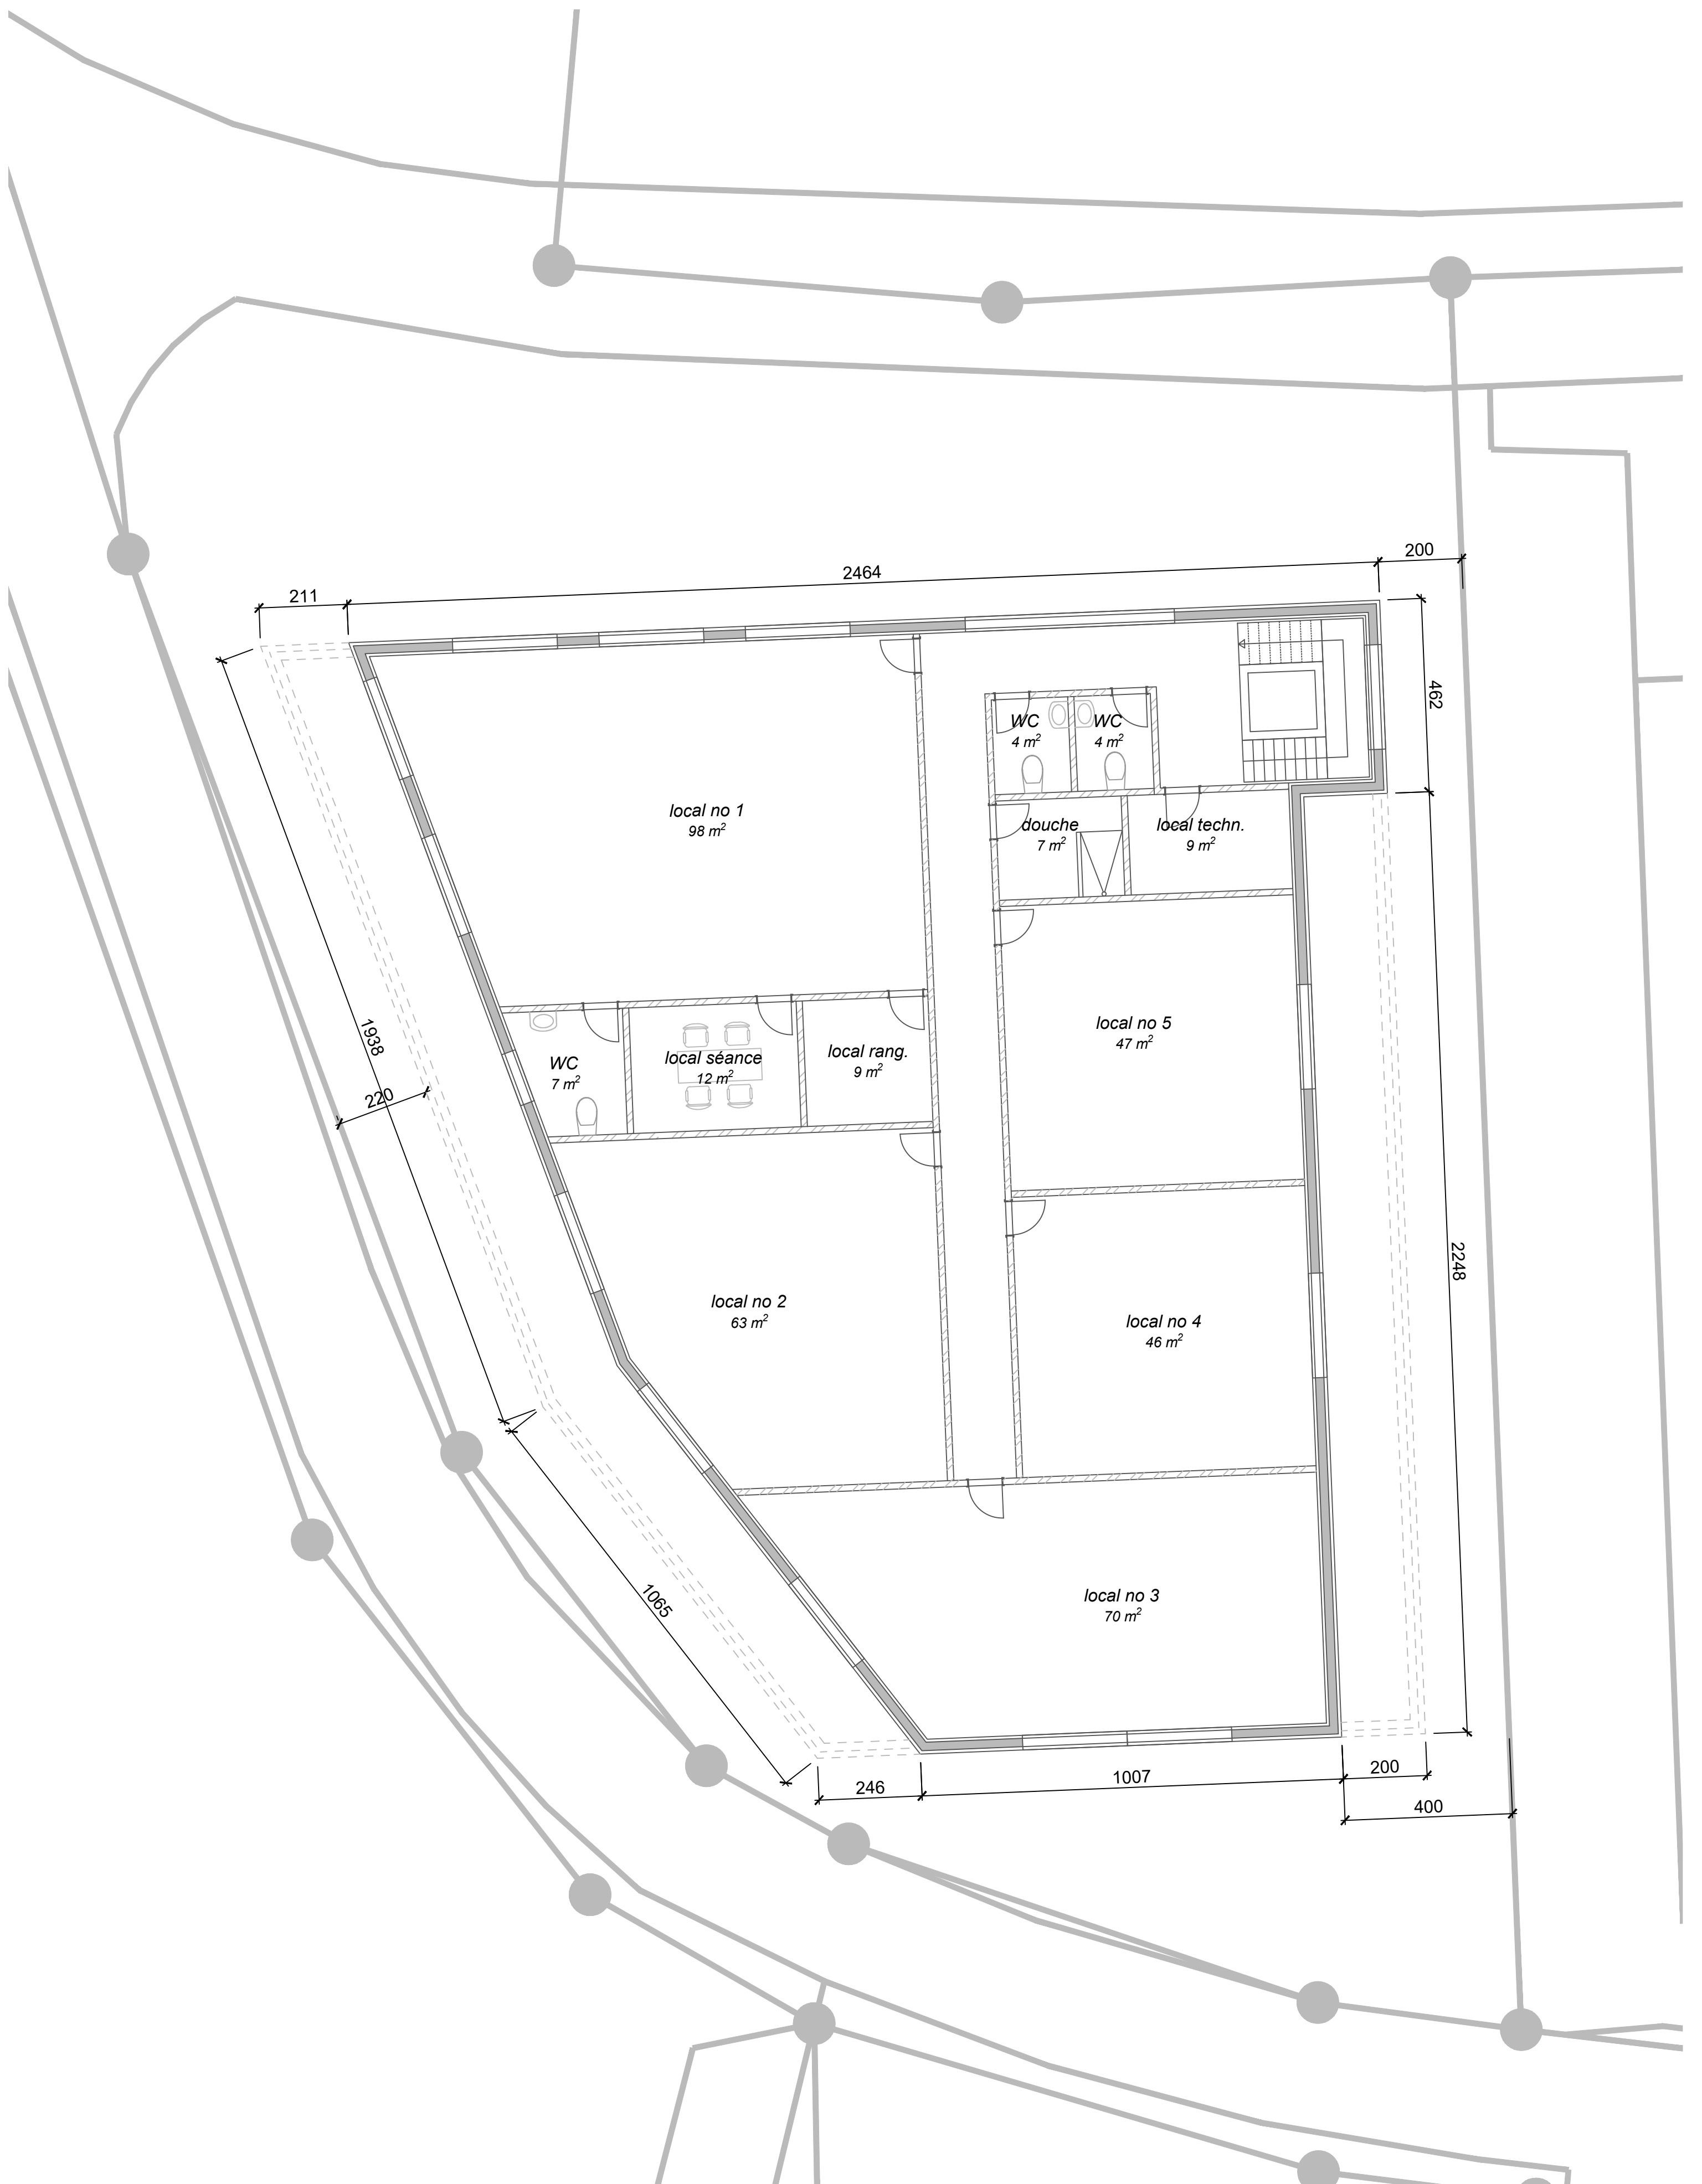 200
2464
211
462
WC
4 m²
WC
4 m²
local no 1
98 m²
douche
7 m²
local techn.
9 m²
local no 5
47 m²
1938
local séance
12 m²
local rang.
9 m²
WC
7 m²
220
2248
local no 2
63 m²
local no 4
46 m²
1065
local no 3
70 m²
246
1007
200
400